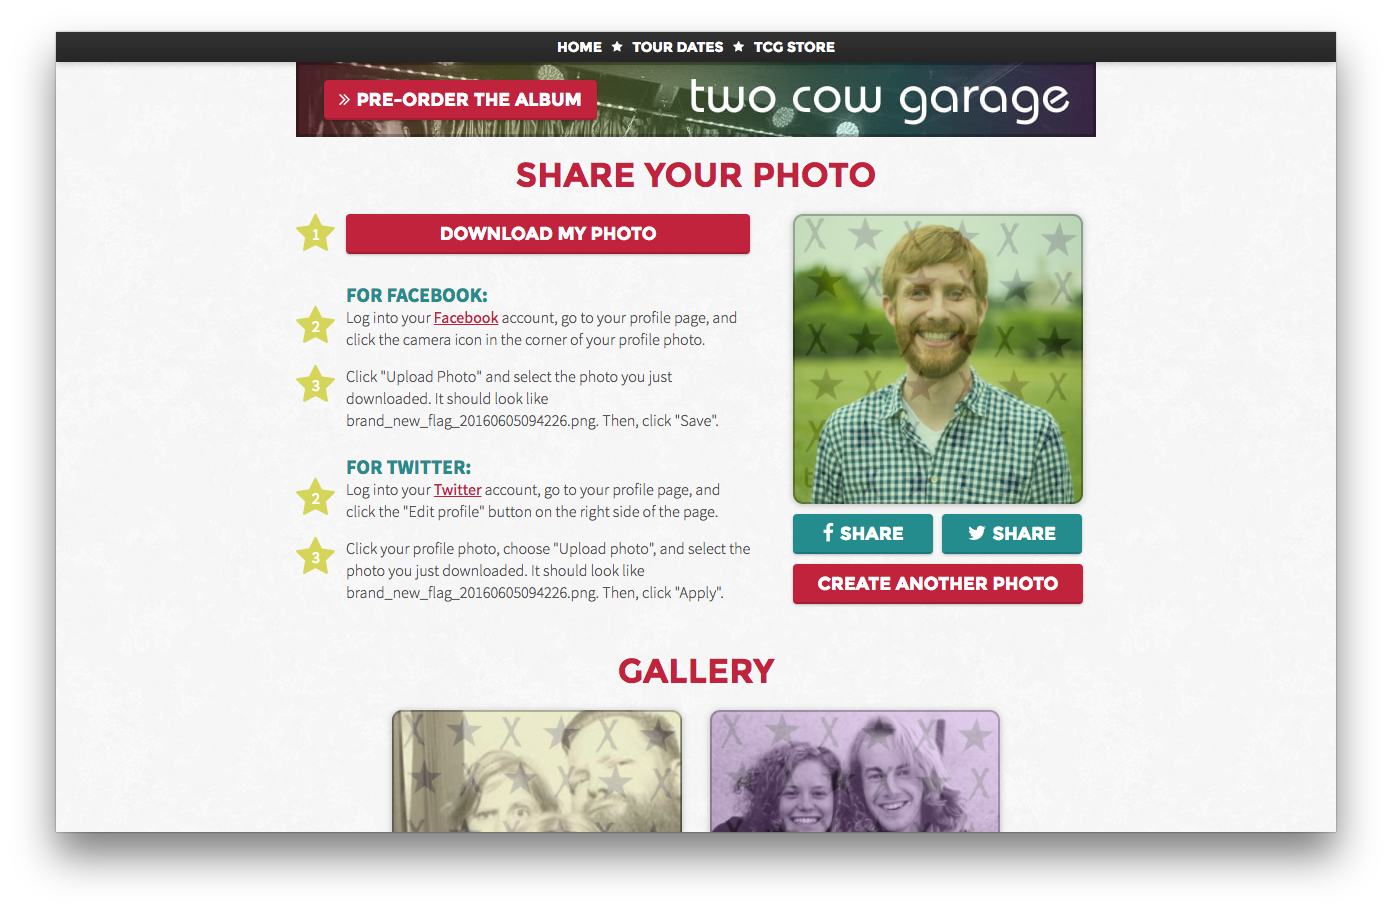 HOME ★ TOUR DATES ★ TCG STORE
» PRE-ORDER THE ALBUM
two cow garage
SHARE YOUR PHOTO
1
DOWNLOAD MY PHOTO
FOR FACEBOOK:
2
Log into your Facebook account, go to your profile page, and
click the camera icon in the corner of your profile photo.
3
Click "Upload Photo" and select the photo you just
downloaded. It should look like
brand_new_flag_20160605094226.png. Then, click "Save".
FOR TWITTER:
2
Log into your Twitter account, go to your profile page, and
click the "Edit profile" button on the right side of the page.
3
Click your profile photo, choose "Upload photo", and select the
photo you just downloaded. It should look like
brand_new_flag_20160605094226.png. Then, click "Apply".
SHARE
SHARE
CREATE ANOTHER PHOTO
GALLERY